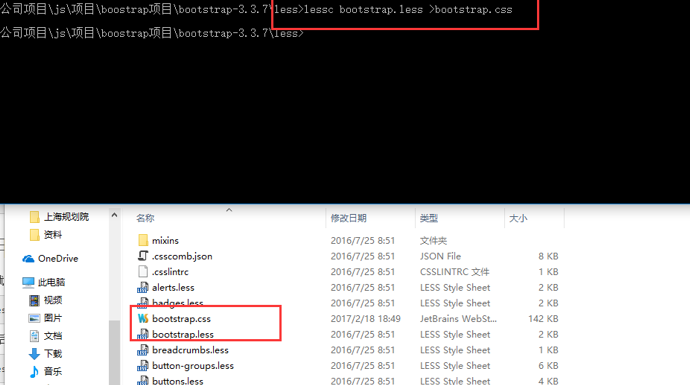 公司项目\js\项目\boostrap项目\bootstrap-3.3.7\less>lessc bootstrap.less >bootstrap.css
公司项目\js\项目\boostrap项目\bootstrap-3.3.7\less>
上海规划院
资料
OneDrive
此电脑
视频
图片
文档
下载
音乐
名称 修改日期 类型 大小
mixins 2016/7/25 8:51 文件夹
.csscomb.json 2016/7/25 8:51 JSON File 8 KB
.csslintrc 2016/7/25 8:51 CSSLINTRC 文件 1 KB
alerts.less 2016/7/25 8:51 LESS Style Sheet 2 KB
badges.less 2016/7/25 8:51 LESS Style Sheet 2 KB
bootstrap.css 2017/2/18 18:49 JetBrains WebSt... 142 KB
bootstrap.less 2016/7/25 8:51 LESS Style Sheet 2 KB
breadcrumbs.less 2016/7/25 8:51 LESS Style Sheet 1 KB
button-groups.less 2016/7/25 8:51 LESS Style Sheet 6 KB
buttons.less 2016/7/25 8:51 LESS Style Sheet 4 KB